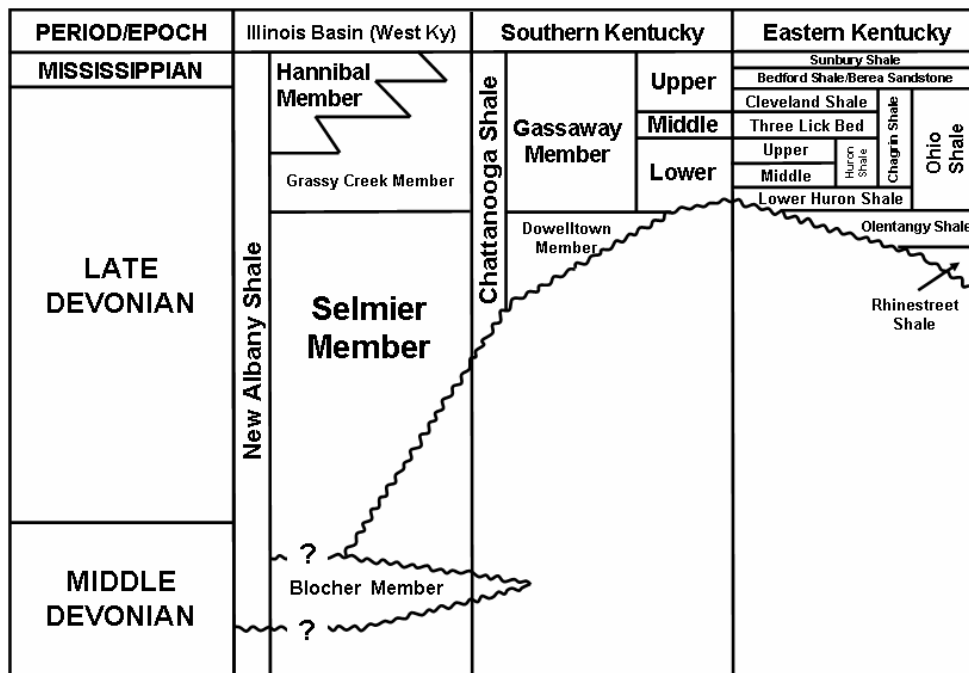 PERIOD/EPOCH
Illinois Basin (West Ky)
Southern Kentucky
Eastern Kentucky
MISSISSIPPIAN
LATE
DEVONIAN
MIDDLE
DEVONIAN
New Albany Shale
Hannibal
Member
Grassy Creek Member
Selmier
Member
?
Blocher Member
?
Chattanooga Shale
Gassaway
Member
Upper
Middle
Lower
Dowelltown
Member
Sunbury Shale
Bedford Shale/Berea Sandstone
Cleveland Shale
Three Lick Bed
Upper
Middle
Huron
Shale
Chagrin Shale
Ohio
Shale
Lower Huron Shale
Olentangy Shale
Rhinestreet
Shale